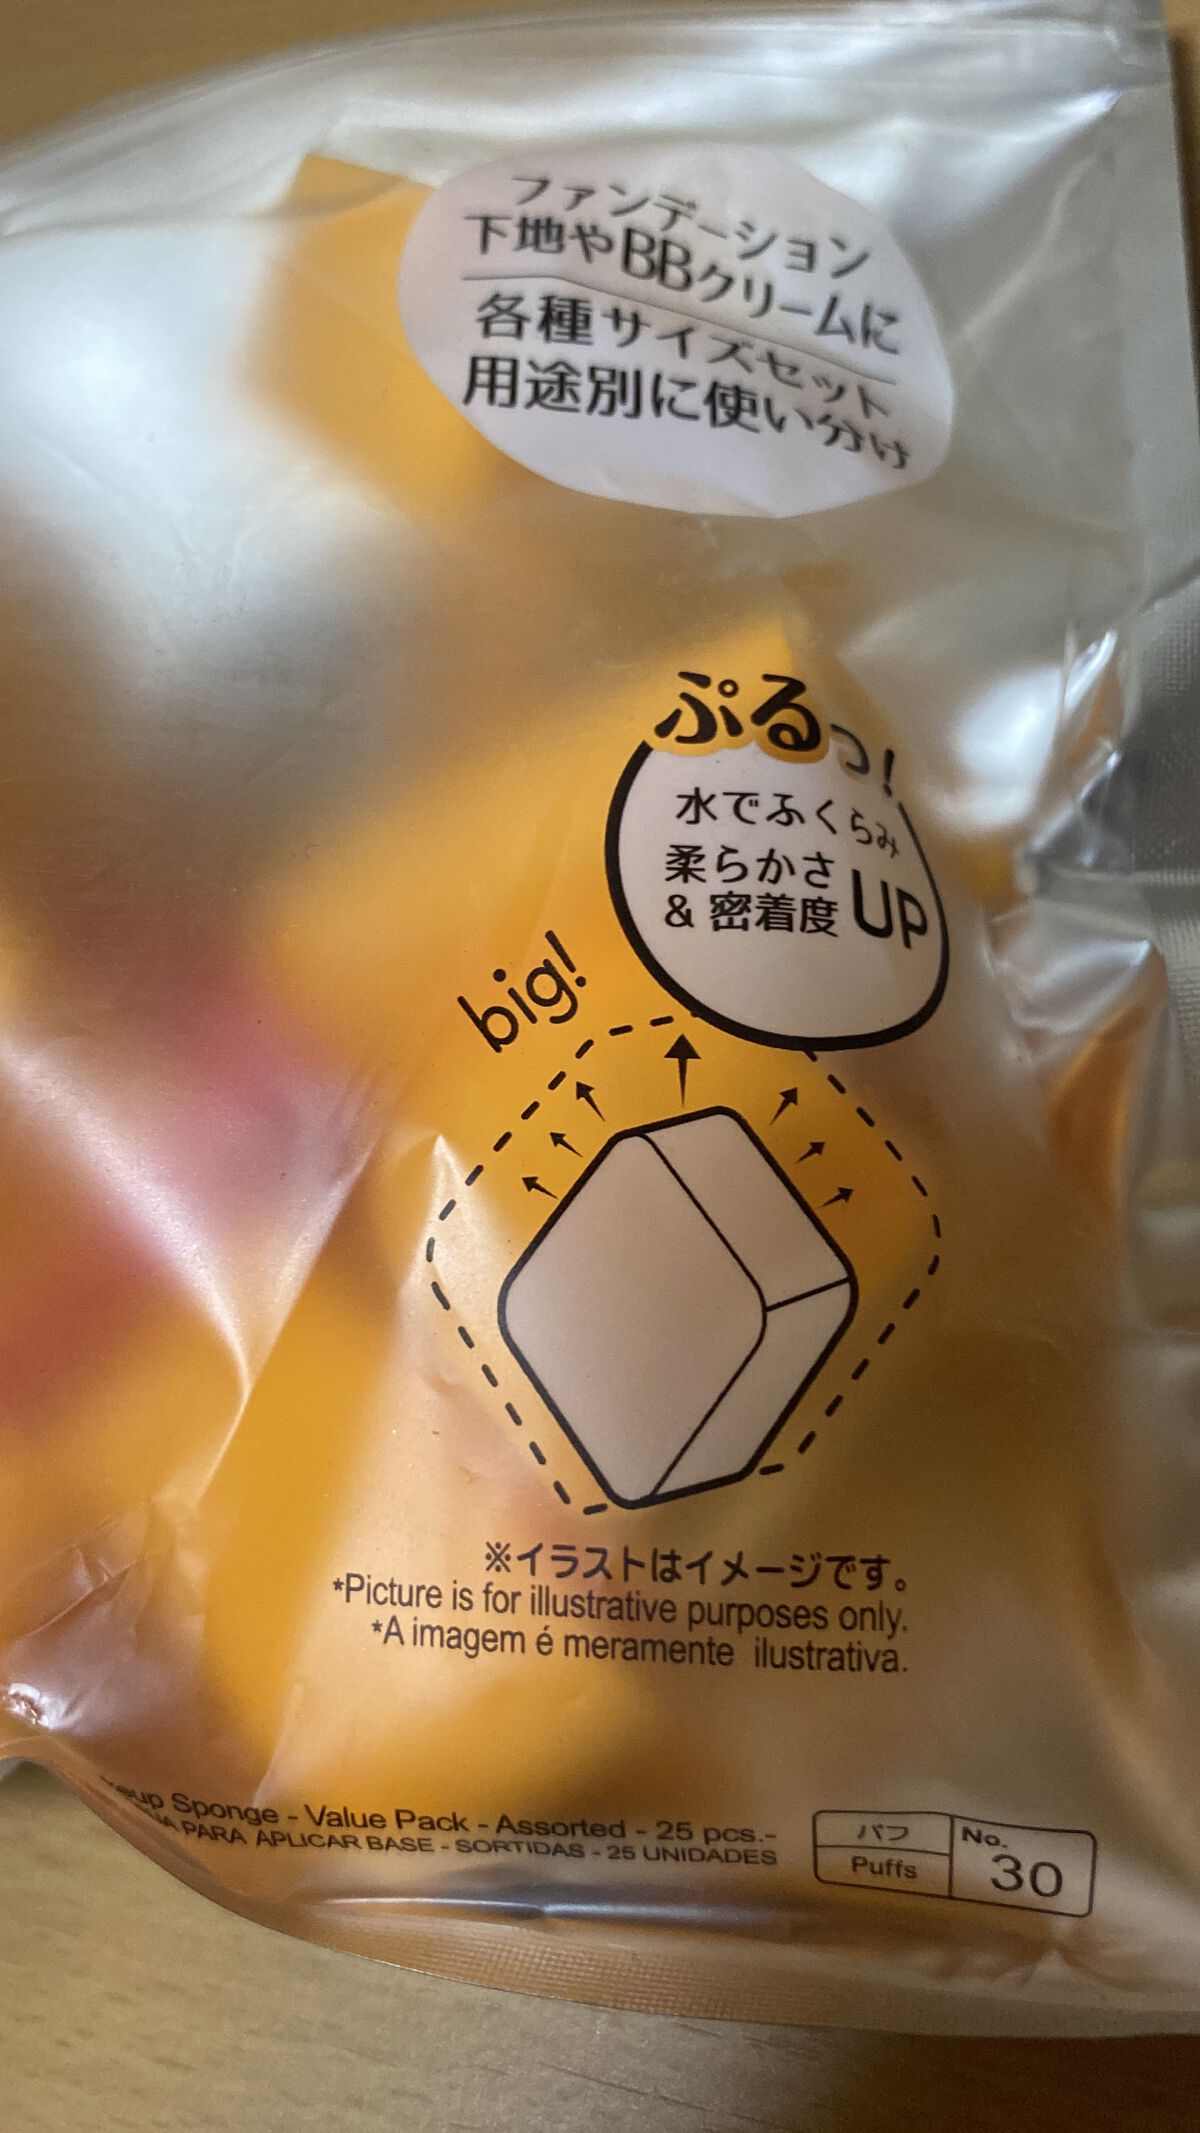 ファンデーション
下地やBBクリームに
各種サイズセット
用途別に使い分け
ぷるっ!
水でふくらみ
柔らかさ
&密着度 UP
big!
※イラストはイメージです。
*Picture is for illustrative purposes only.
*A imagem é meramente ilustrativa.
Sponge - Value Pack - Assorted - 25 pcs.-
PARA APLICAR BASE - SORTIDAS - 25 UNIDADES
パフ
Puffs
No.
30